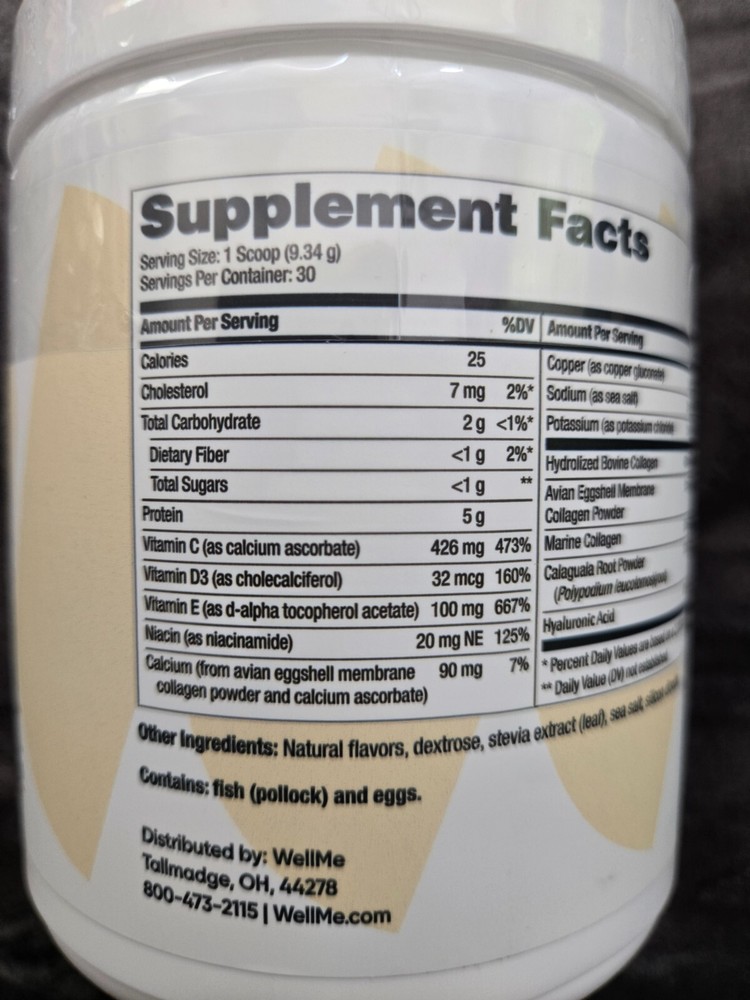 Supplement Facts
Serving Size: 1 Scoop (9.34 g)
Servings Per Container: 30
Amount Per Serving %DV
Calories 25
Cholesterol 7 mg 2%*
Total Carbohydrate 2 g <1%*
Dietary Fiber <1 g 2%*
Total Sugars <1 g **
Protein 5 g
Vitamin C (as calcium ascorbate) 426 mg 473%
Vitamin D3 (as cholecalciferol) 32 mcg 160%
Vitamin E (as d-alpha tocopherol acetate) 100 mg 667%
Niacin (as niacinamide) 20 mg NE 125%
Calcium (from avian eggshell membrane 90 mg 7%
collagen powder and calcium ascorbate)
Amount Per Serving
Copper (as copper gluconate)
Sodium (as sea salt)
Potassium (as potassium chloride)
Hydrolized Bovine Collagen
Avian Eggshell Membrane
Collagen Powder
Marine Collagen
Calaguala Root Powder
(Polypodium leucotomos)
Hyaluronic Acid
* Percent Daily Values are based on a
** Daily Value (DV) not established.
Other Ingredients: Natural flavors, dextrose, stevia extract (leaf), sea salt,
Contains: fish (pollock) and eggs.
Distributed by: WellMe
Tallmadge, OH, 44278
800-473-2115 | WellMe.com